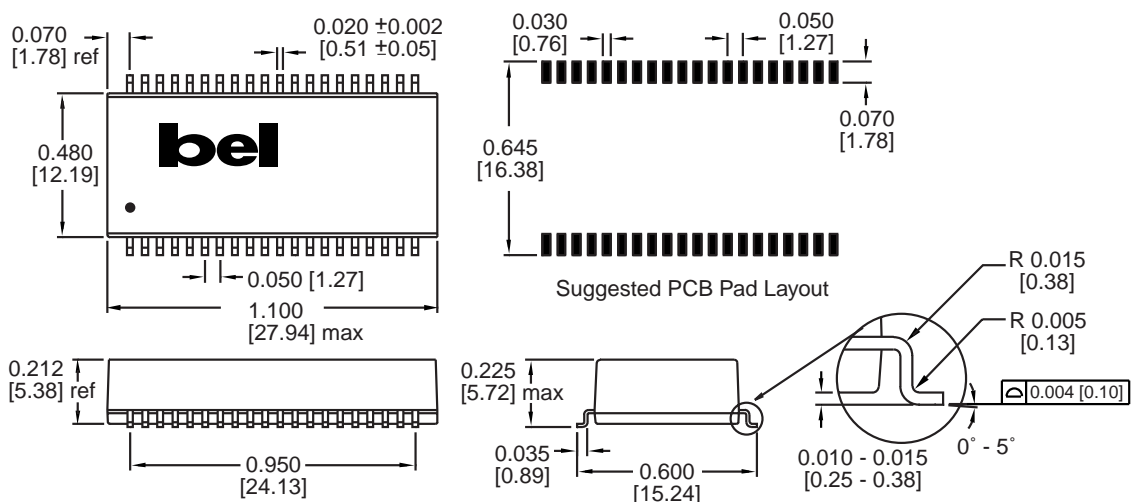 0.070
[1.78] ref
0.020 ±0.002
[0.51 ±0.05]
0.030
[0.76]
0.050
[1.27]
bel
0.480
[12.19]
0.645
[16.38]
0.070
[1.78]
0.050 [1.27]
1.100
[27.94] max
Suggested PCB Pad Layout
R 0.015
[0.38]
R 0.005
[0.13]
0.212
[5.38] ref
0.225
[5.72] max
0.004 [0.10]
0.950
[24.13]
0.035
[0.89]
0.600
[15.24]
0.010 - 0.015
[0.25 - 0.38]
0° - 5°